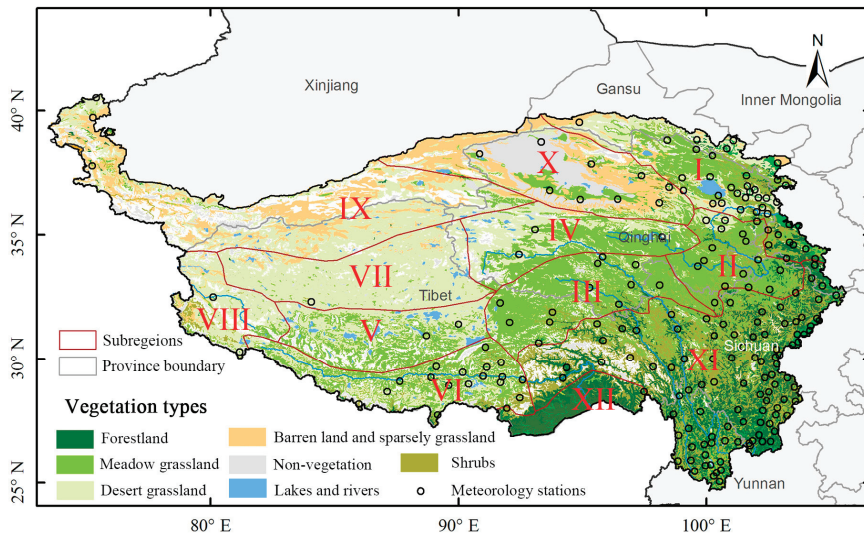 N
Xinjiang
Gansu
Inner Mongolia
40° N
35° N
30° N
25° N
X
I
IX
IV
Qinghai
II
VII
Tibet
III
VIII
V
Sichuan
XI
VI
XII
Yunnan
Subregeions
Province boundary
Vegetation types
Forestland
Barren land and sparsely grassland
Meadow grassland
Non-vegetation
Shrubs
Desert grassland
Lakes and rivers
Meteorology stations
80° E
90° E
100° E